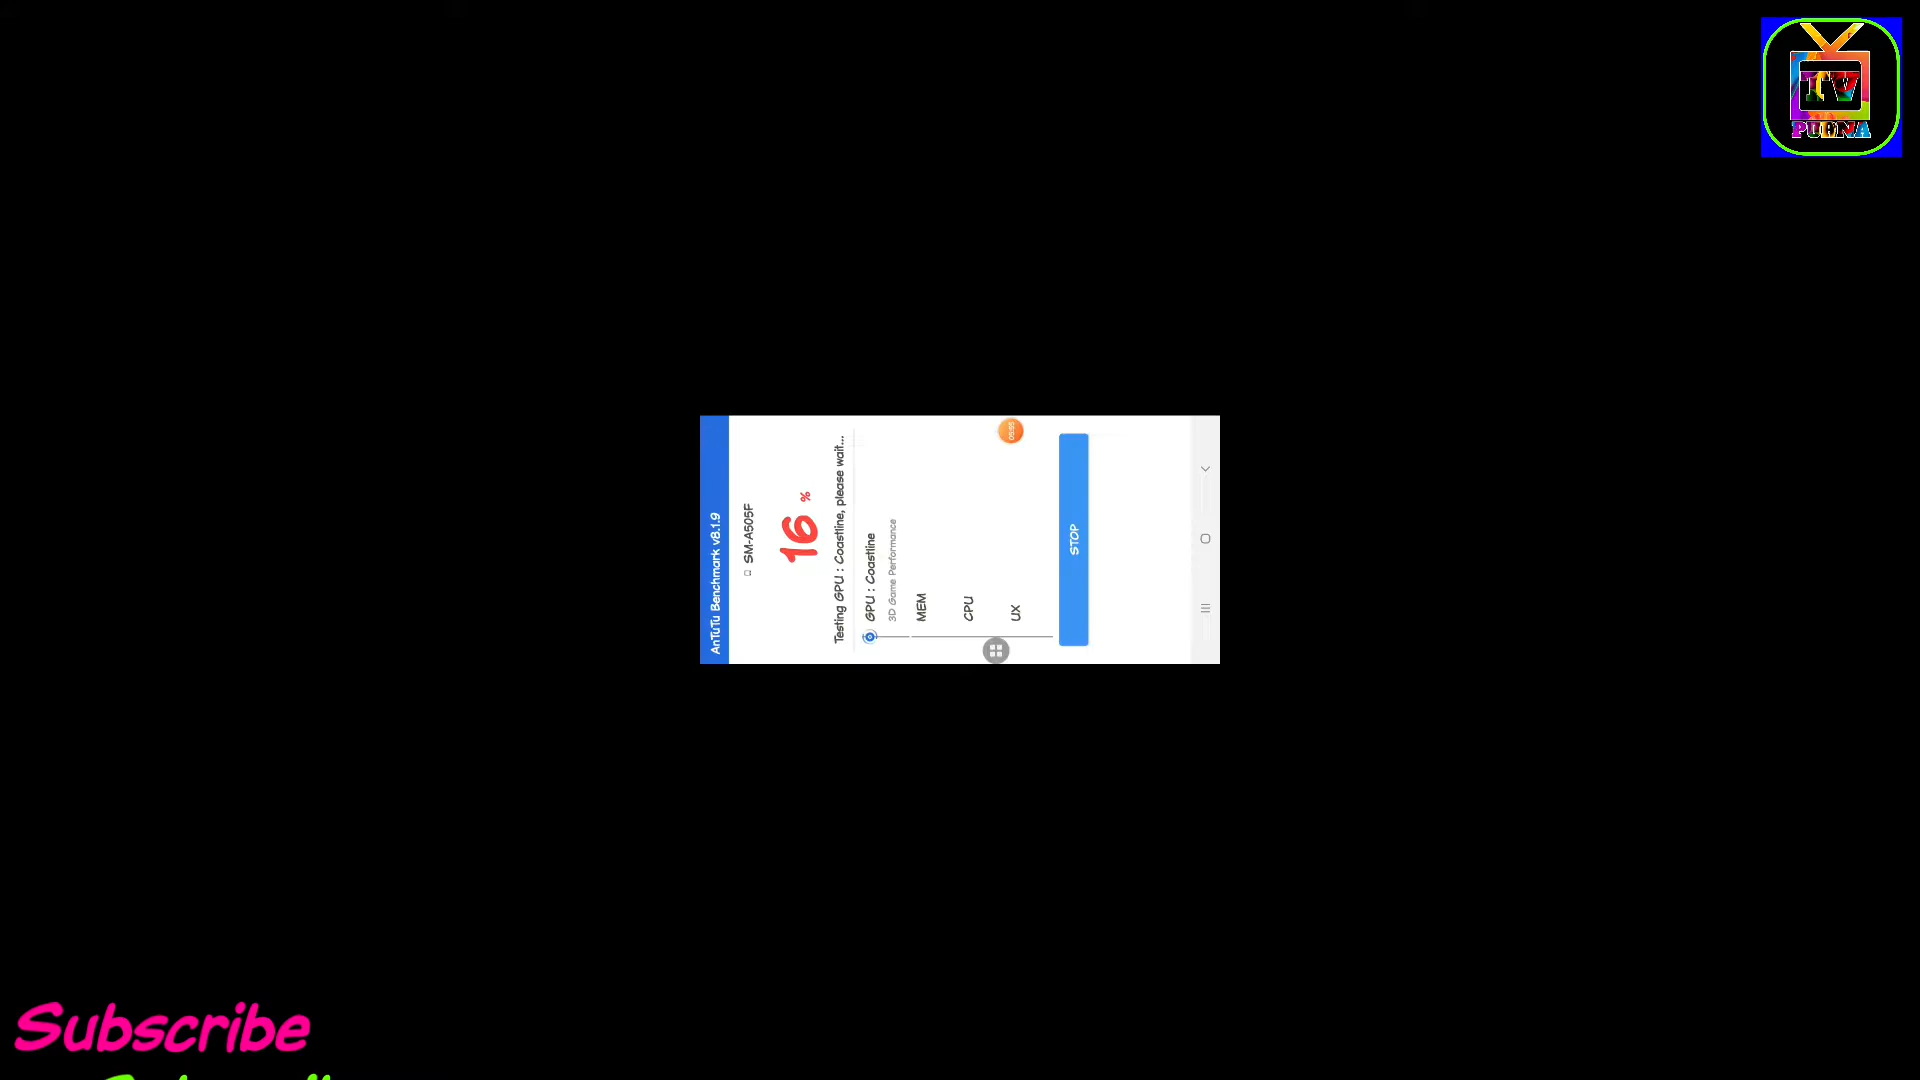 TV
PURNA
AnTuTu Benchmark v8.1.9
SM-A505F
16 %
Testing GPU : Coastline, please wait...
GPU : Coastline
3D Game Performance
MEM
CPU
UX
STOP
Subscribe